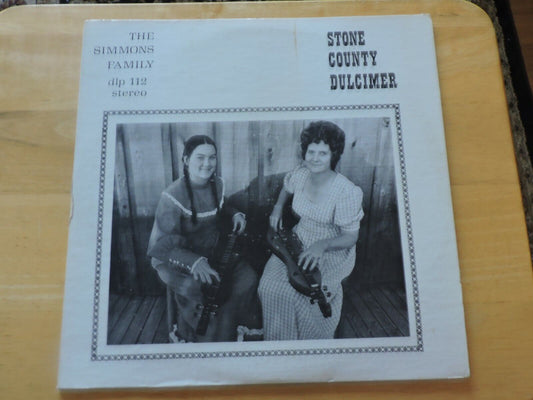 THE
SIMMONS
FAMILY
dlp 112
stereo
STONE
COUNTY
DULCIMER